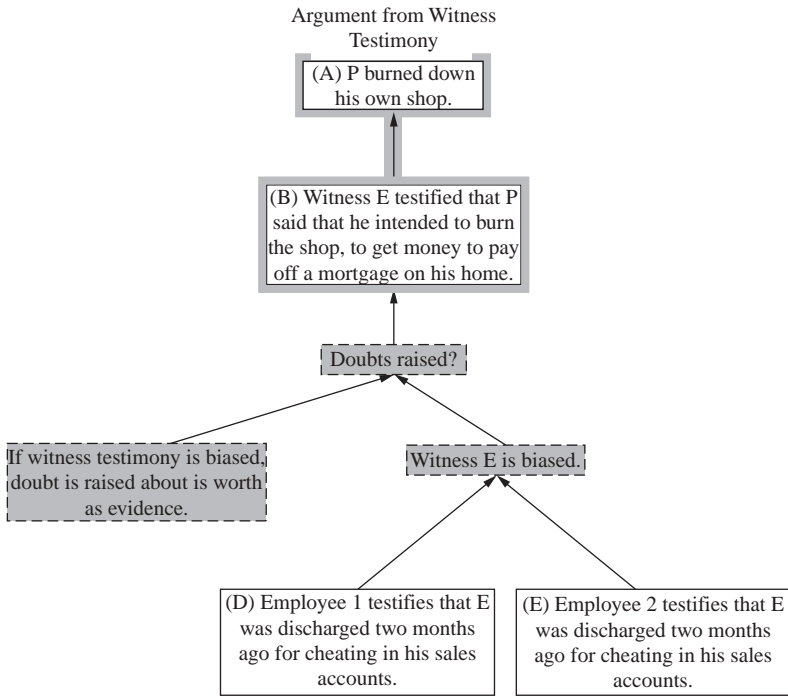 Argument from Witness
Testimony
(A) P burned down
his own shop.
(B) Witness E testified that P
said that he intended to burn
the shop, to get money to pay
off a mortgage on his home.
Doubts raised?
If witness testimony is biased,
doubt is raised about is worth
as evidence.
Witness E is biased.
(D) Employee 1 testifies that E
was discharged two months
ago for cheating in his sales
accounts.
(E) Employee 2 testifies that E
was discharged two months
ago for cheating in his sales
accounts.